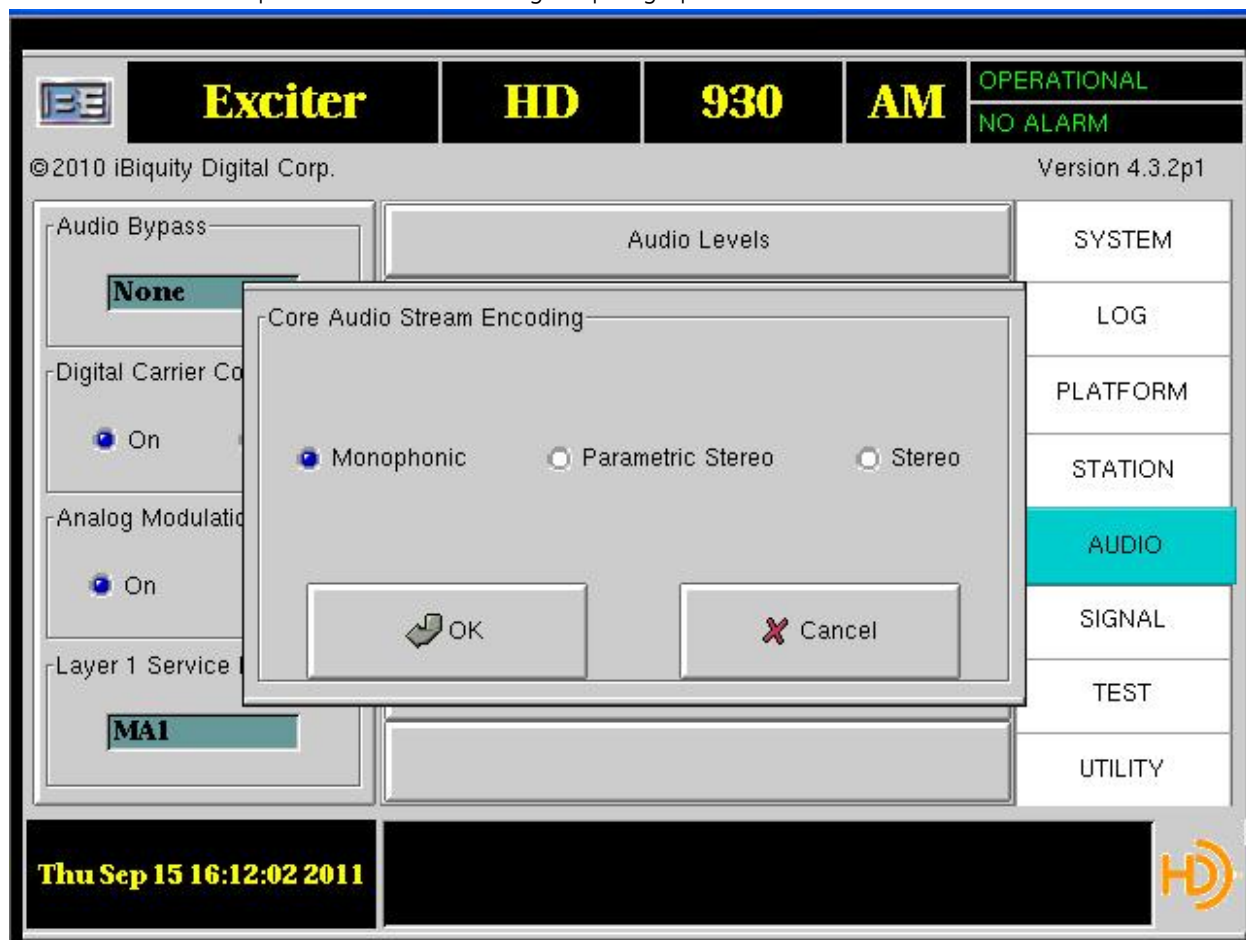 BE
Exciter
HD
930
AM
OPERATIONAL
NO ALARM
©2010 iBiquity Digital Corp.
Version 4.3.2p1
Audio Bypass
None
Digital Carrier Co
On
Analog Modulatio
On
Layer 1 Service
MA1
Audio Levels
Core Audio Stream Encoding
Monophonic
Parametric Stereo
Stereo
OK
Cancel
SYSTEM
LOG
PLATFORM
STATION
AUDIO
SIGNAL
TEST
UTILITY
Thu Sep 15 16:12:02 2011
HD